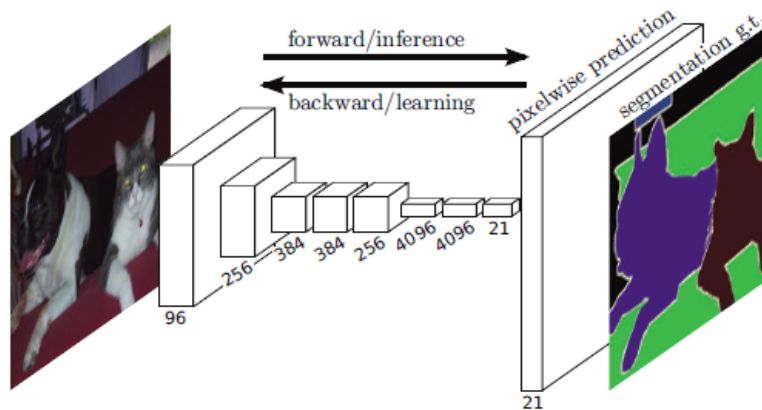 forward/inference
backward/learning
pixelwise prediction
segmentation g.t.
96
256
384
384
256
4096
4096
21
21